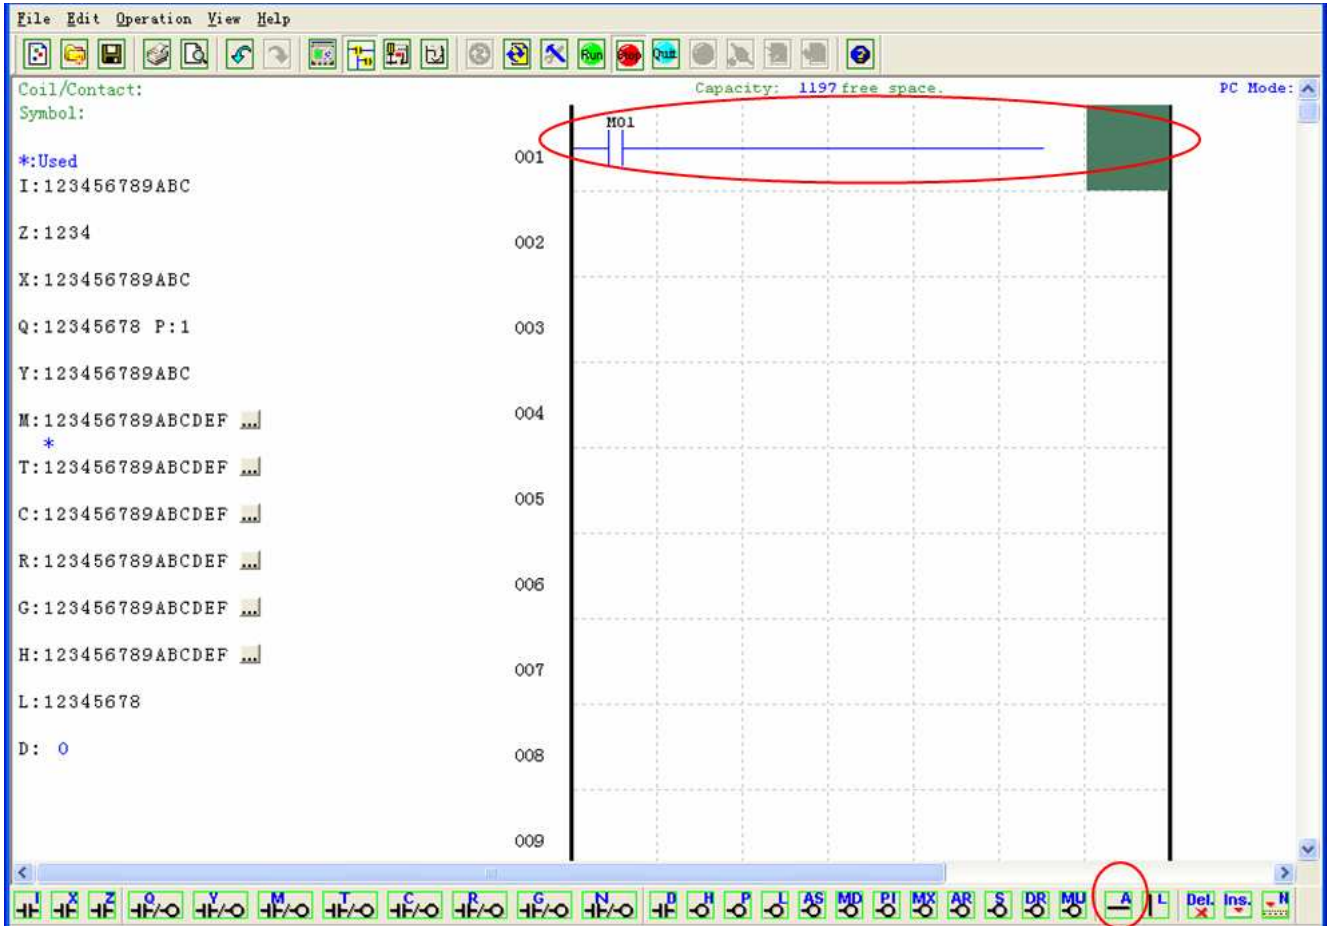 File Edit Operation View Help
Run Stop Quit
Coil/Contact: Capacity: 1197 free space. PC Mode:
Symbol:
M01
*:Used
001
I:123456789ABC
Z:1234
002
X:123456789ABC
Q:12345678 P:1
003
Y:123456789ABC
M:123456789ABCDEF ...
004
*
T:123456789ABCDEF ...
005
C:123456789ABCDEF ...
R:123456789ABCDEF ...
006
G:123456789ABCDEF ...
H:123456789ABCDEF ...
007
L:12345678
D: 0
008
009
I X Z Q Y M T C R G N D H P L AS MD PI MX AR S DR MU A L Del. Ins. N